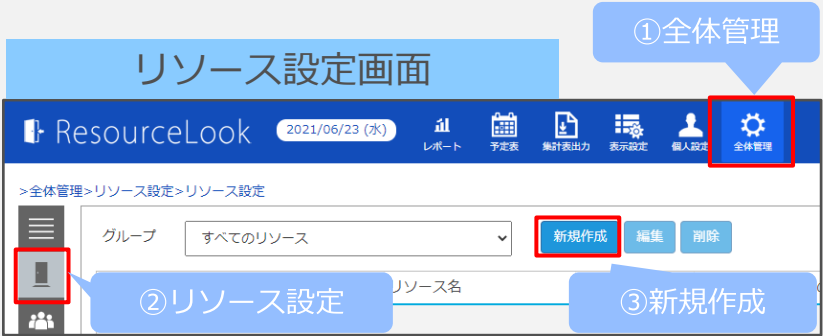 ①全体管理
リソース設定画面
ResourceLook
2021/06/23 (水)
レポート
予定表
集計表出力
表示設定
個人設定
全体管理
>全体管理>リソース設定>リソース設定
グループ
すべてのリソース
新規作成
編集
削除
リソース名
②リソース設定
③新規作成